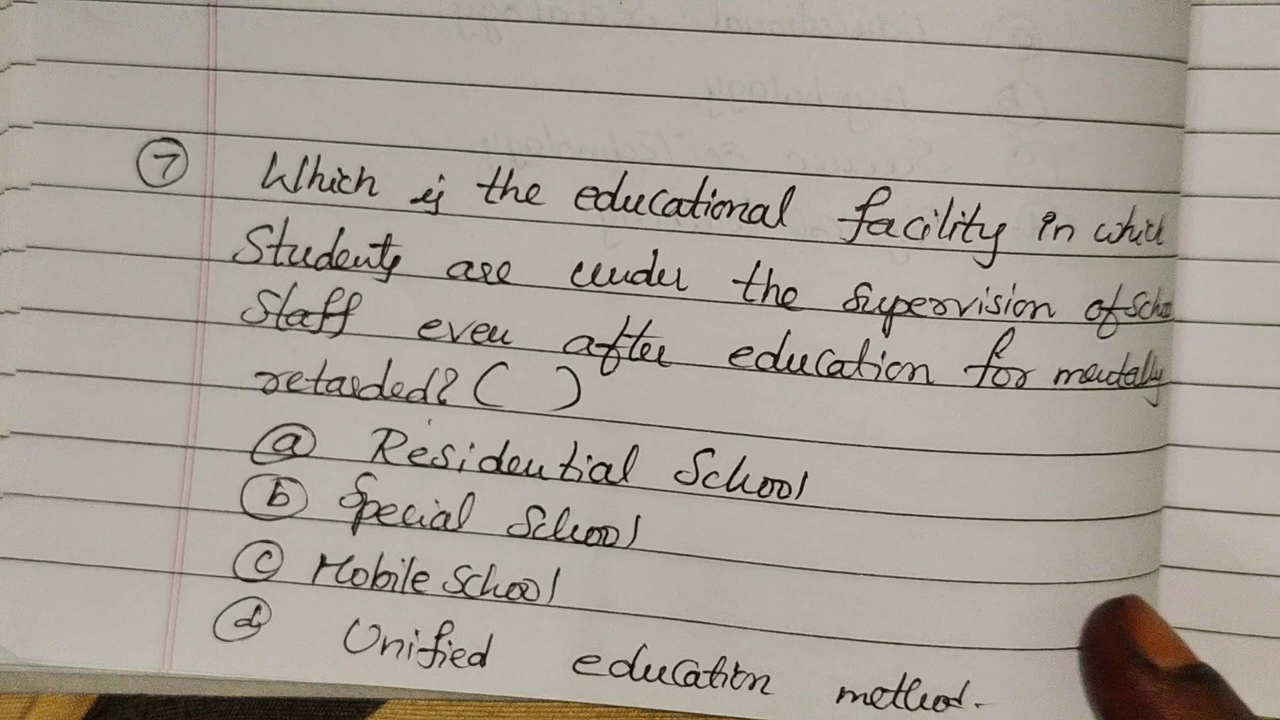 7 Which is the educational facility in which
Students are under the supervision of
Staff even after education for mentally
retarded? ( )
a Residential School
b Special School
c Mobile School
d Unified education method.